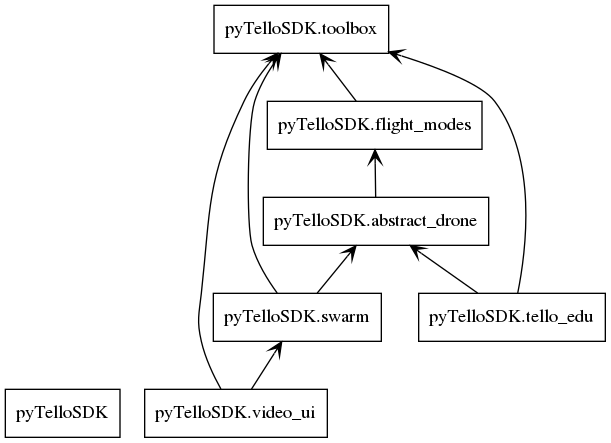 pyTelloSDK.toolbox
pyTelloSDK.flight_modes
pyTelloSDK.abstract_drone
pyTelloSDK.swarm
pyTelloSDK.tello_edu
pyTelloSDK
pyTelloSDK.video_ui